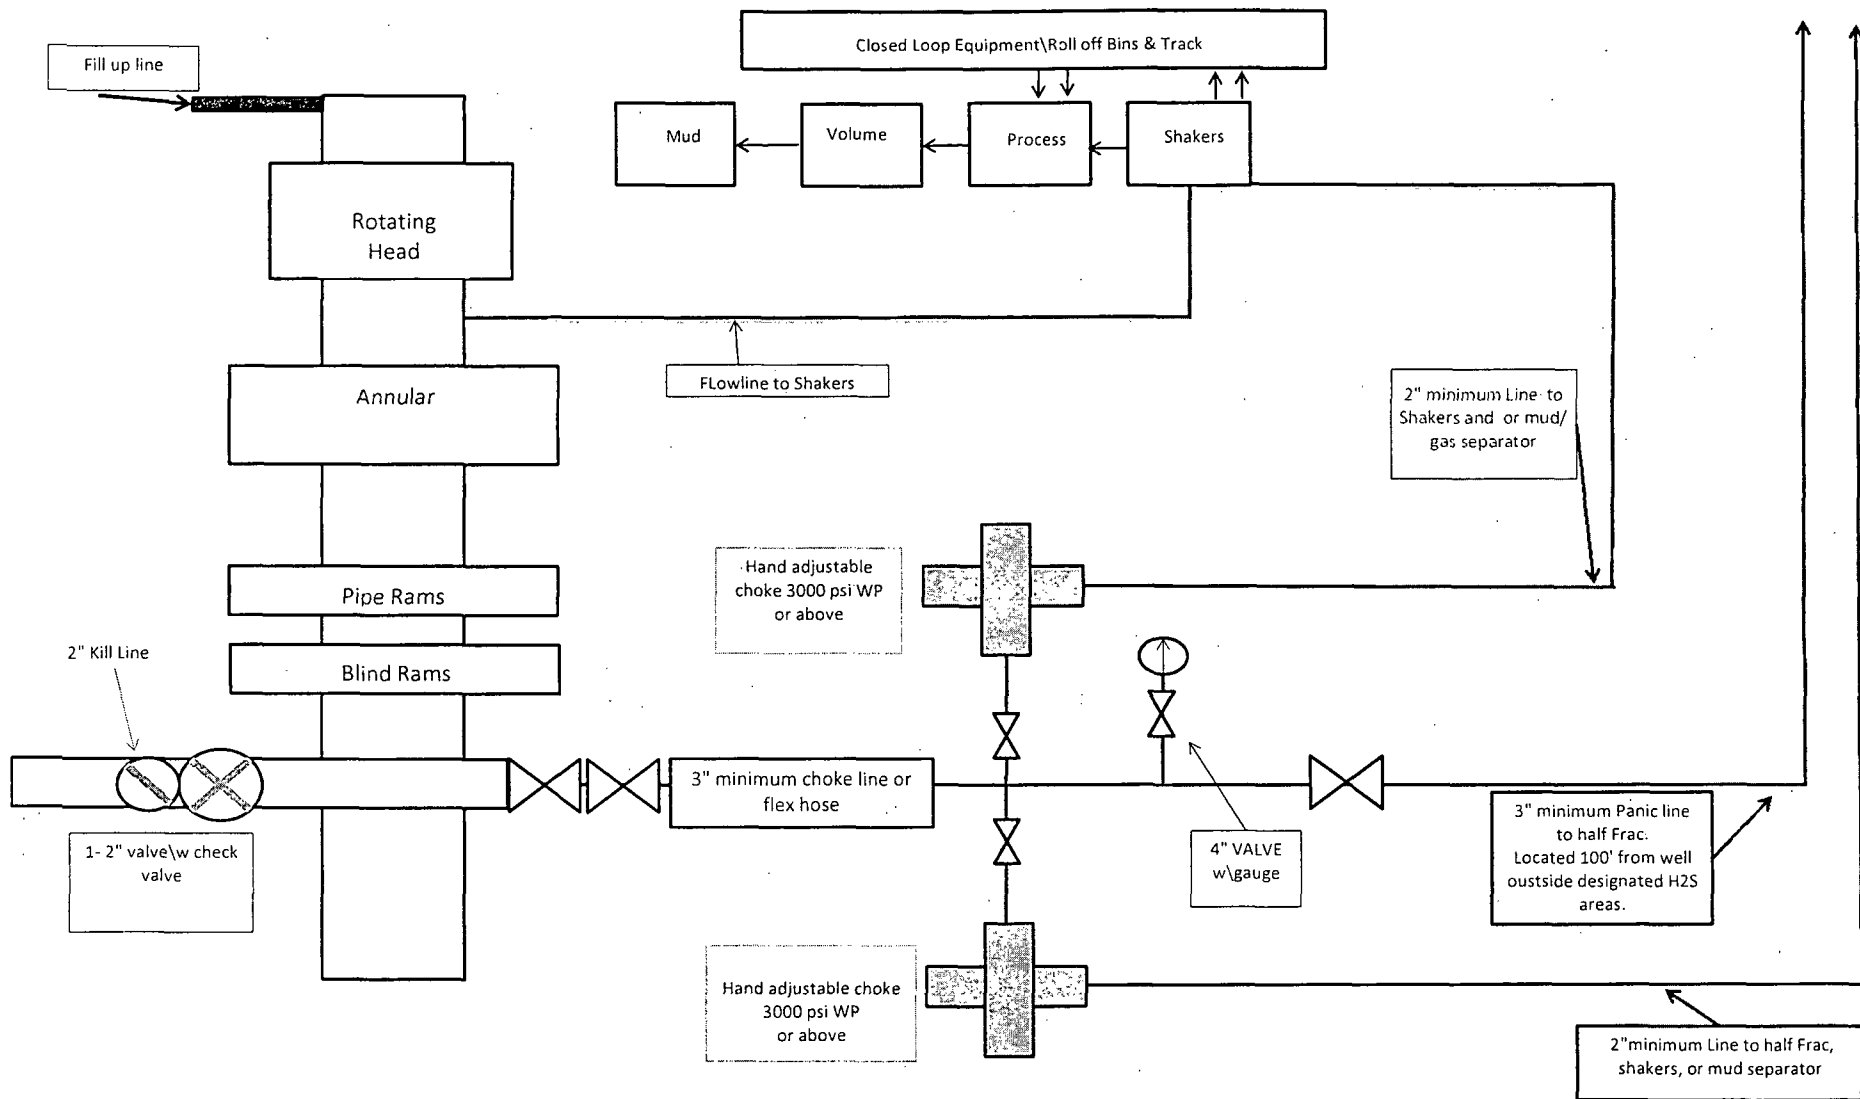 Closed Loop Equipment\Roll off Bins & Track
Fill up line
Mud
Volume
Process
Shakers
Rotating
Head
FLowline to Shakers
Annular
2" minimum Line to
Shakers and or mud/
gas separator
Hand adjustable
choke 3000 psi WP
or above
Pipe Rams
2" Kill Line
Blind Rams
3" minimum choke line or
flex hose
1- 2" valve\w check
valve
4" VALVE
w\gauge
3" minimum Panic line
to half Frac.
Located 100' from well
oustside designated H2S
areas.
Hand adjustable choke
3000 psi WP
or above
2"minimum Line to half Frac,
shakers, or mud separator